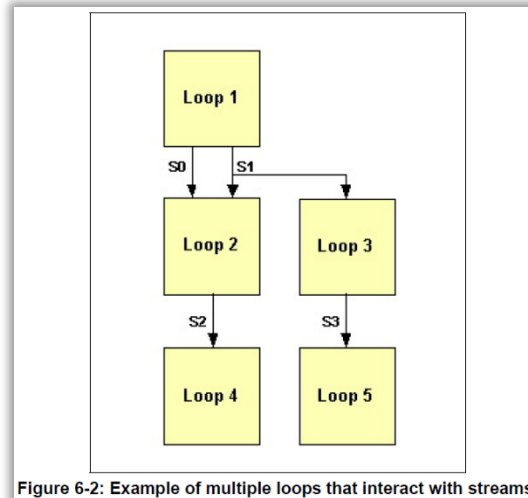 Loop 1
S0 S1
Loop 2 Loop 3
S2 S3
Loop 4 Loop 5
Figure 6-2: Example of multiple loops that interact with streams